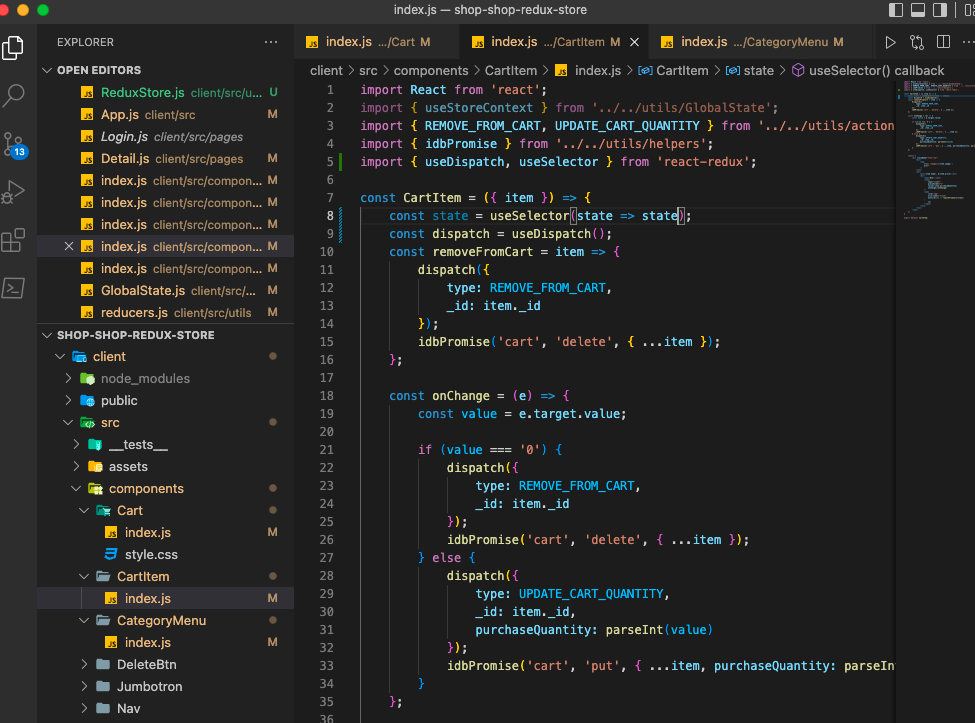 index.js — shop-shop-redux-store
EXPLORER
OPEN EDITORS
ReduxStore.js client/src/u... U
App.js client/src M
Login.js client/src/pages
Detail.js client/src/pages M
index.js client/src/compon... M
index.js client/src/compon... M
index.js client/src/compon... M
index.js client/src/compon... M
index.js client/src/compon... M
GlobalState.js client/src/... M
reducers.js client/src/utils M
13
SHOP-SHOP-REDUX-STORE
client
node_modules
public
src
__tests__
assets
components
Cart
index.js M
style.css
CartItem
index.js M
CategoryMenu
index.js M
DeleteBtn
Jumbotron
Nav
index.js .../Cart M
index.js .../CartItem M
index.js .../CategoryMenu M
client > src > components > CartItem > index.js > CartItem > state > useSelector() callback
1 import React from 'react';
2 import { useStoreContext } from '../../utils/GlobalState';
3 import { REMOVE_FROM_CART, UPDATE_CART_QUANTITY } from '../../utils/action
4 import { idbPromise } from '../../utils/helpers';
5 import { useDispatch, useSelector } from 'react-redux';
6
7 const CartItem = ({ item }) => {
8 const state = useSelector(state => state);
9 const dispatch = useDispatch();
10 const removeFromCart = item => {
11 dispatch({
12 type: REMOVE_FROM_CART,
13 _id: item._id
14 });
15 idbPromise('cart', 'delete', { ...item });
16 };
17
18 const onChange = (e) => {
19 const value = e.target.value;
20
21 if (value === '0') {
22 dispatch({
23 type: REMOVE_FROM_CART,
24 _id: item._id
25 });
26 idbPromise('cart', 'delete', { ...item });
27 } else {
28 dispatch({
29 type: UPDATE_CART_QUANTITY,
30 _id: item._id,
31 purchaseQuantity: parseInt(value)
32 });
33 idbPromise('cart', 'put', { ...item, purchaseQuantity: parseIn
34 }
35 };
36